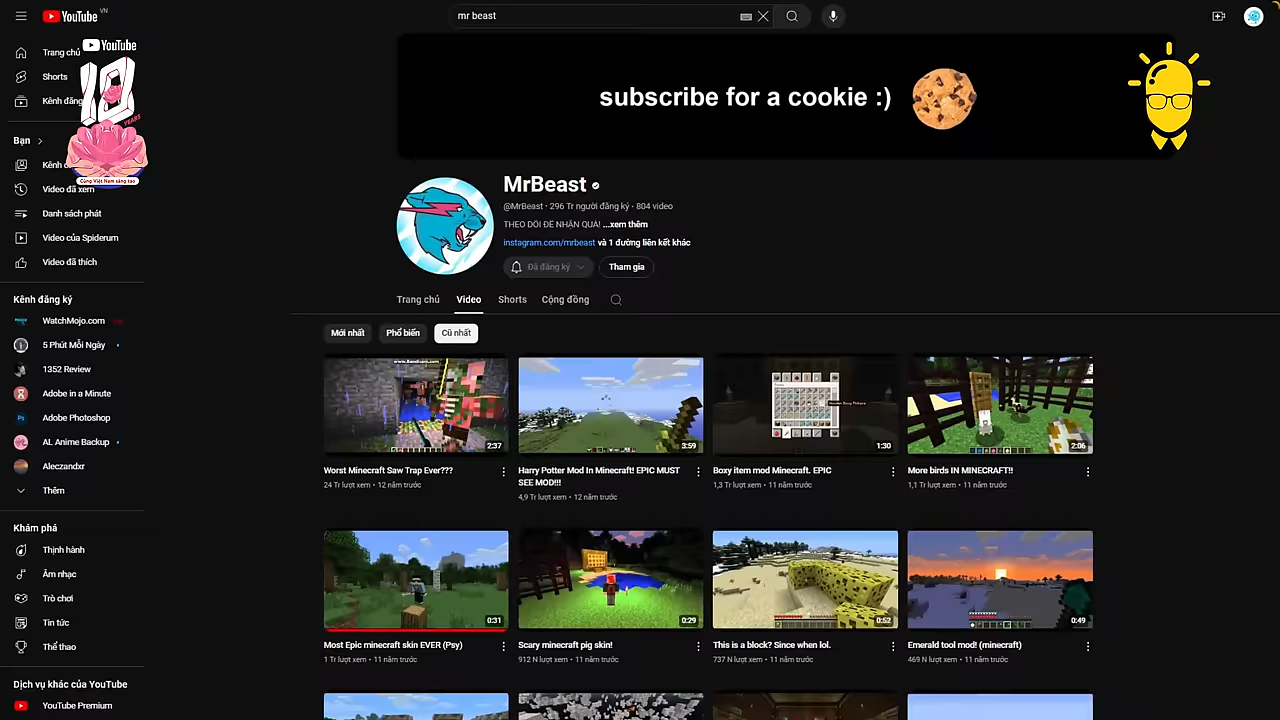 YouTube VN
mr beast
Trang chủ
Shorts
Kênh đăng
YouTube
10
YEARS
Cùng Việt Nam sáng tạo
Bạn
Kênh c
Video đã xem
Danh sách phát
Video của Spiderum
Video đã thích
Kênh đăng ký
WatchMojo.com
5 Phút Mỗi Ngày
1352 Review
Adobe in a Minute
Adobe Photoshop
AL Anime Backup
Aleczandxr
Thêm
Khám phá
Thịnh hành
Âm nhạc
Trò chơi
Tin tức
Thể thao
Dịch vụ khác của YouTube
YouTube Premium
subscribe for a cookie :)
MrBeast
@MrBeast · 296 Tr người đăng ký · 804 video
THEO DÕI ĐỂ NHẬN QUÀ! ...xem thêm
instagram.com/mrbeast và 1 đường liên kết khác
Đã đăng ký
Tham gia
Trang chủ Video Shorts Cộng đồng
Mới nhất Phổ biến Cũ nhất
2:37
3:59
1:30
2:06
Worst Minecraft Saw Trap Ever???
24 Tr lượt xem • 12 năm trước
Harry Potter Mod In Minecraft! EPIC MUST
SEE MOD!!!
4,9 Tr lượt xem • 12 năm trước
Boxy item mod Minecraft. EPIC
1,3 Tr lượt xem • 11 năm trước
More birds IN MINECRAFT!!
1,1 Tr lượt xem • 11 năm trước
0:31
0:29
0:52
0:49
Most Epic minecraft skin EVER (Psy)
1 Tr lượt xem • 11 năm trước
Scary minecraft pig skin!
912 N lượt xem • 11 năm trước
This is a block? Since when lol.
737 N lượt xem • 11 năm trước
Emerald tool mod! (minecraft)
469 N lượt xem • 11 năm trước